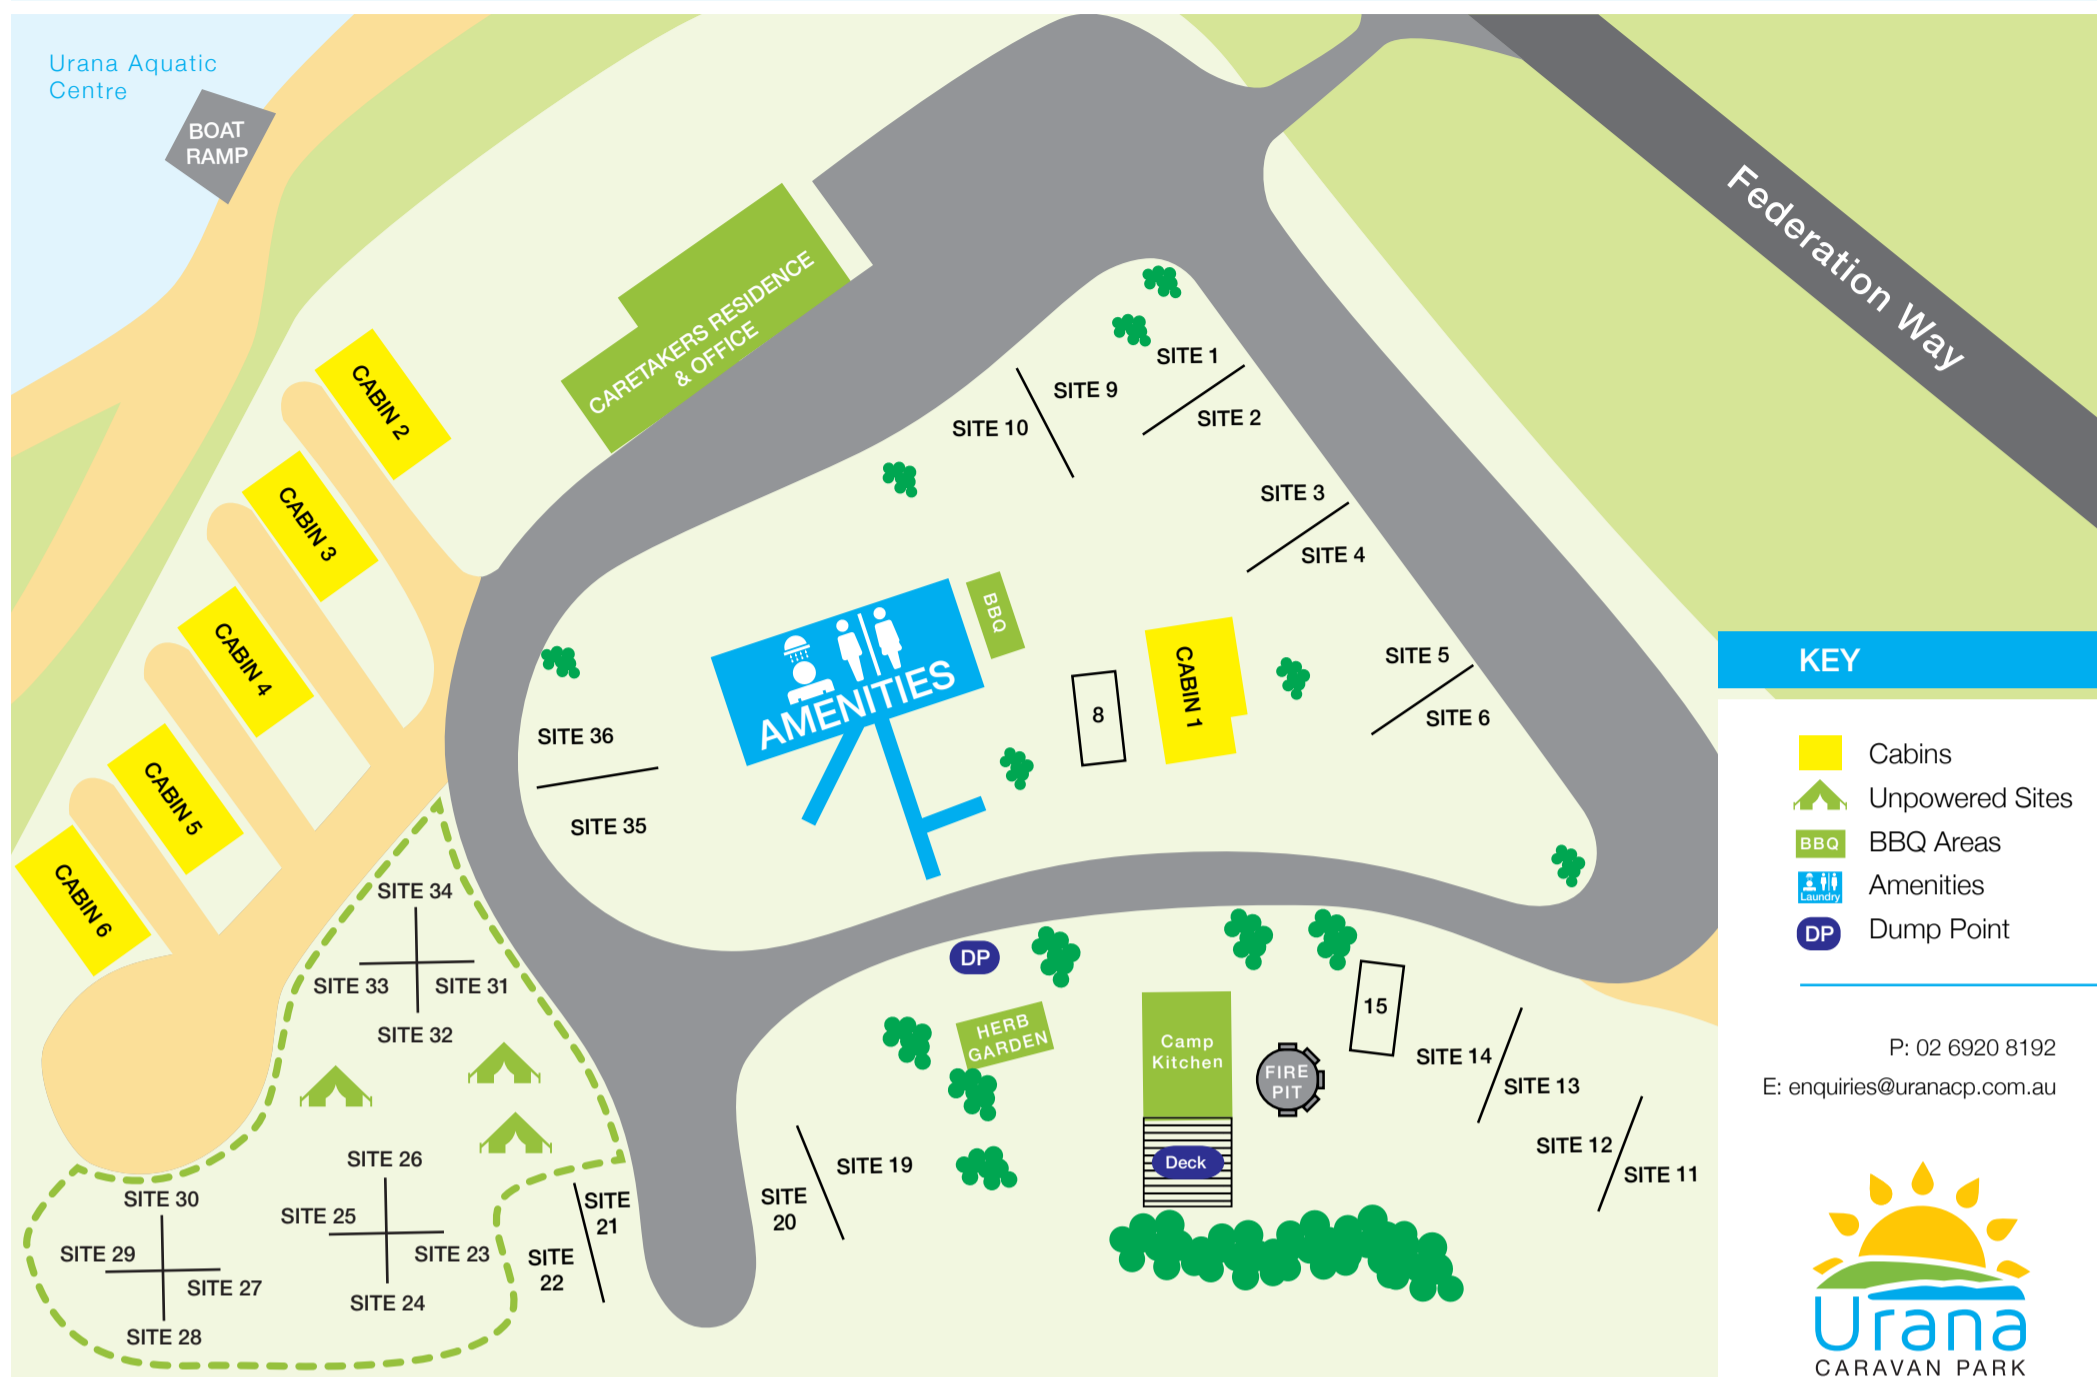 Urana Aquatic
Centre
BOAT
RAMP
Federation Way
CARETAKERS RESIDENCE
& OFFICE
CABIN 2
CABIN 3
CABIN 4
CABIN 5
CABIN 6
SITE 1
SITE 9
SITE 2
SITE 10
SITE 3
SITE 4
BBQ
AMENITIES
8
CABIN 1
SITE 5
SITE 6
SITE 36
SITE 35
SITE 34
SITE 33
SITE 31
SITE 32
DP
HERB
GARDEN
Camp
Kitchen
FIRE
PIT
15
SITE 14
SITE 13
SITE 12
SITE 11
Deck
SITE 19
SITE
20
SITE
21
SITE
22
SITE 26
SITE 25
SITE 23
SITE 24
SITE 30
SITE 29
SITE 27
SITE 28
KEY
Cabins
Unpowered Sites
BBQ
BBQ Areas
Laundry
Amenities
DP
Dump Point
P: 02 6920 8192
E: enquiries@uranacp.com.au
Urana
CARAVAN PARK